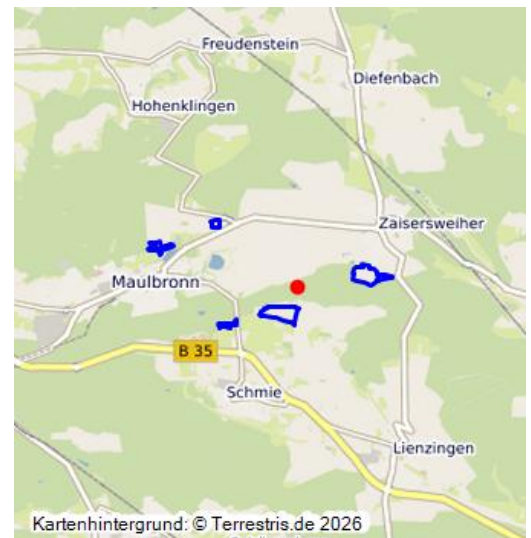 Freudenstein
Diefenbach
Hohenklingen
Zaisersweiher
Maulbronn
B 35
Schmie
Lienzingen
Kartenhintergrund: © Terrestris.de 2026